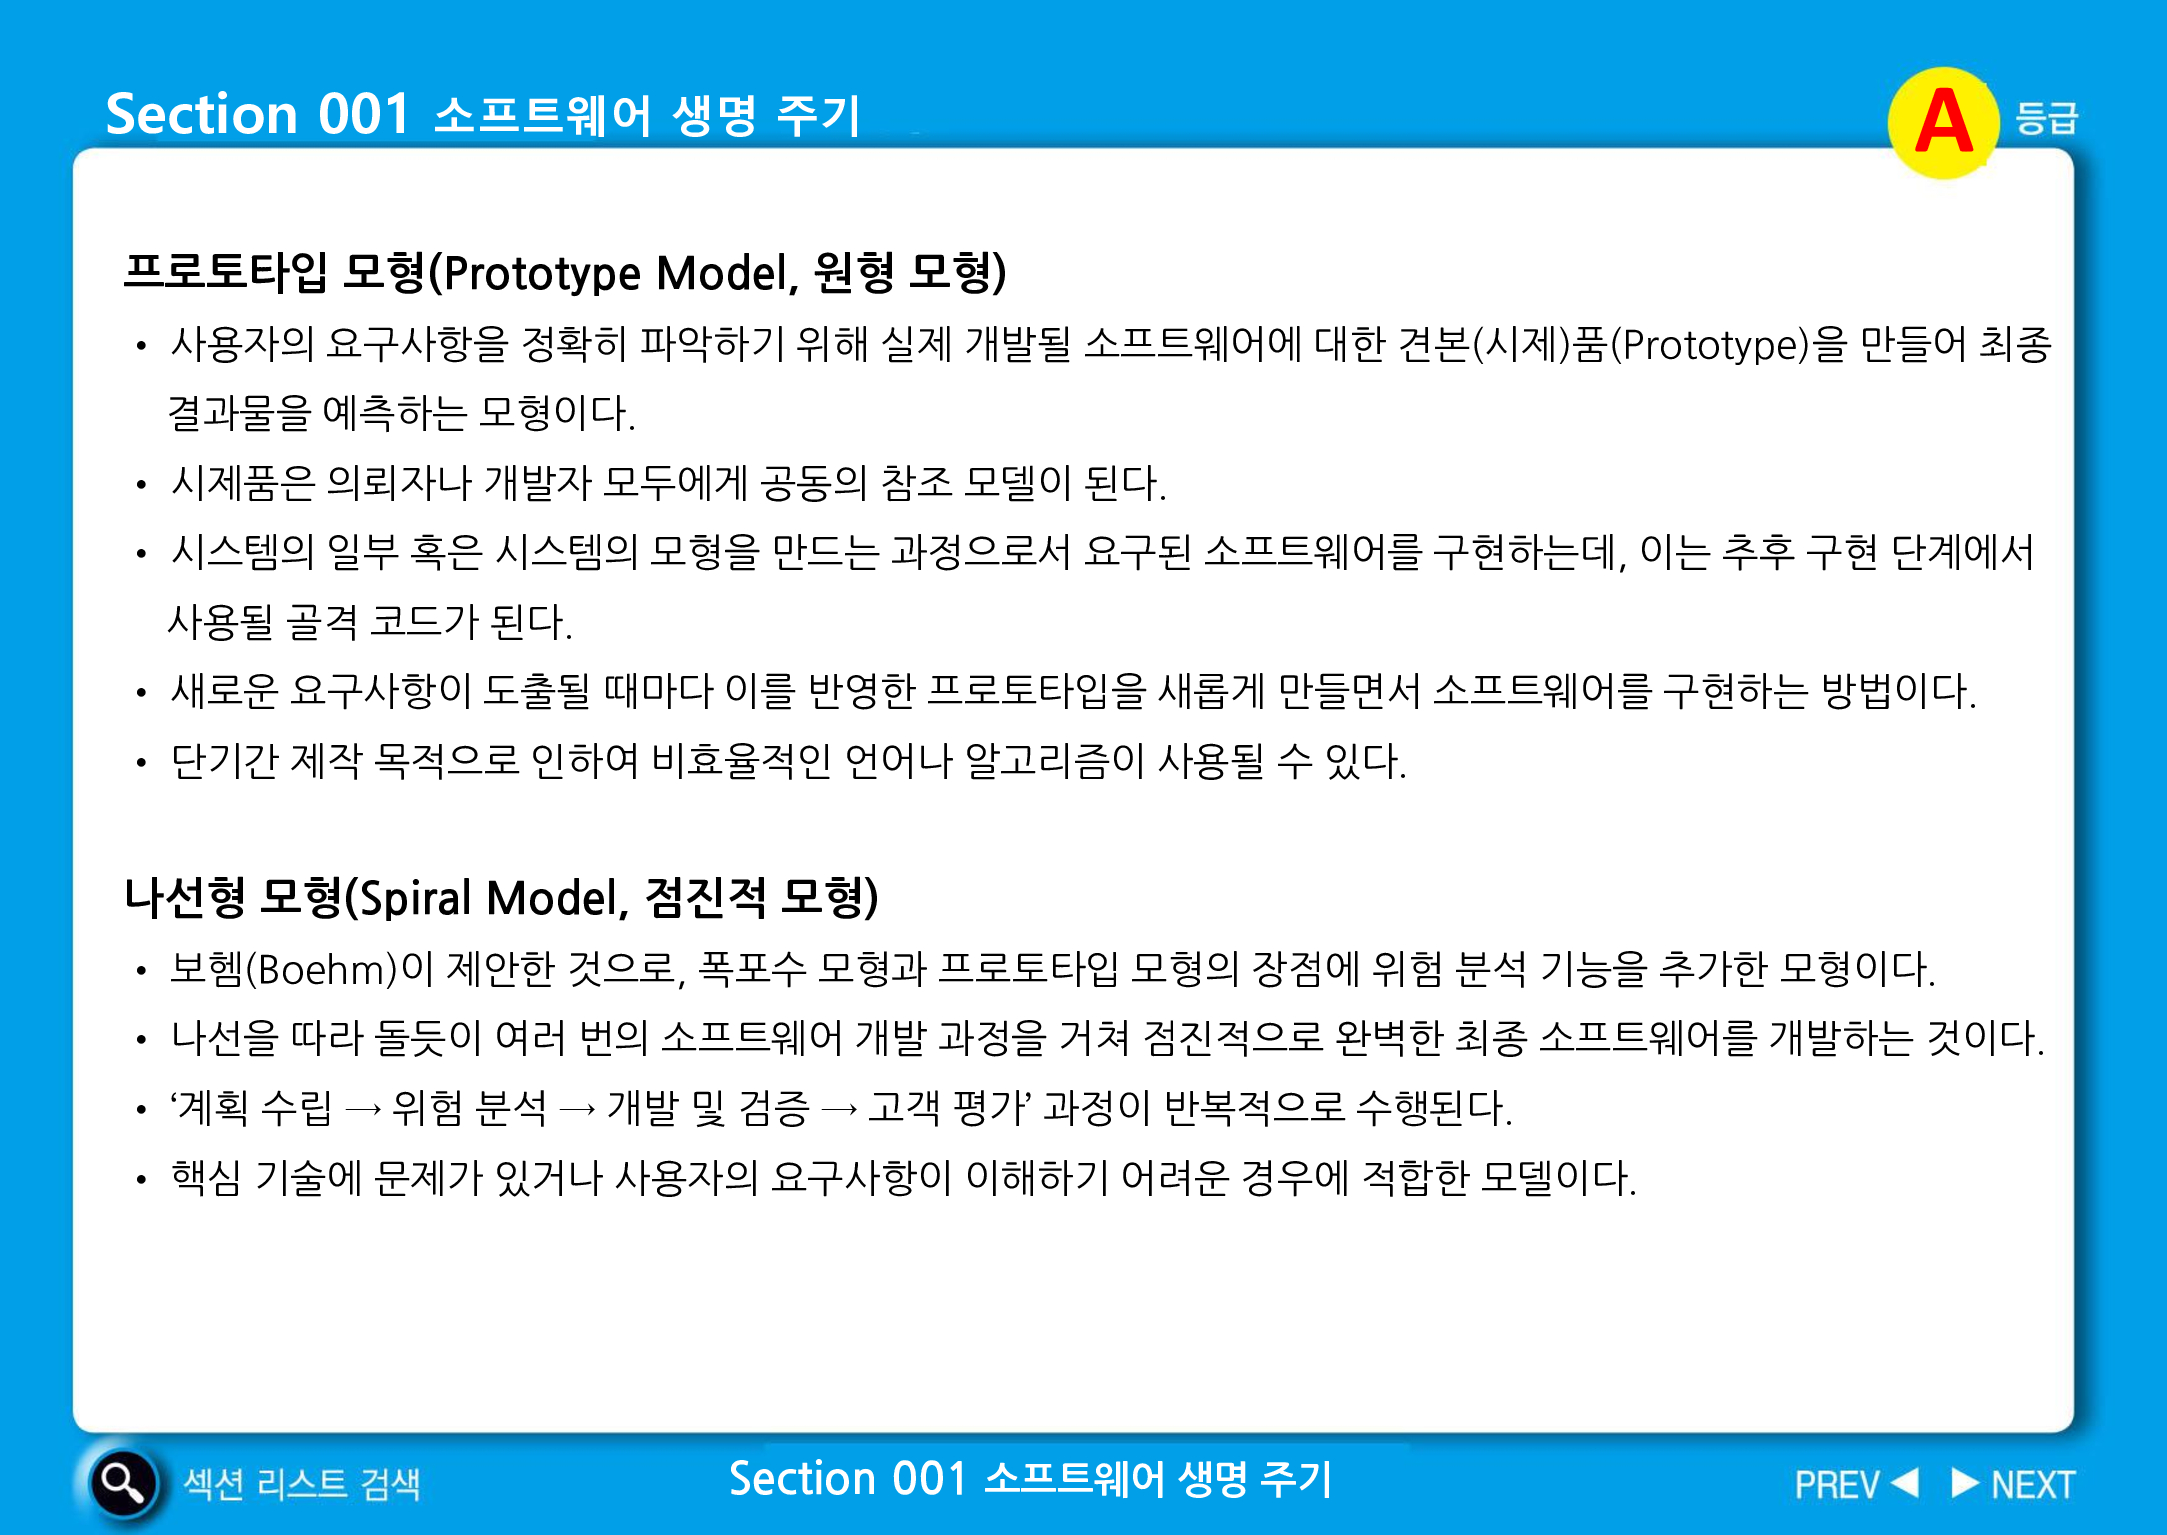 Section 001 소프트웨어 생명 주기
A 등급
프로토타입 모형(Prototype Model, 원형 모형)
• 사용자의 요구사항을 정확히 파악하기 위해 실제 개발될 소프트웨어에 대한 견본(시제)품(Prototype)을 만들어 최종
결과물을 예측하는 모형이다.
• 시제품은 의뢰자나 개발자 모두에게 공동의 참조 모델이 된다.
• 시스템의 일부 혹은 시스템의 모형을 만드는 과정으로서 요구된 소프트웨어를 구현하는데, 이는 추후 구현 단계에서
사용될 골격 코드가 된다.
• 새로운 요구사항이 도출될 때마다 이를 반영한 프로토타입을 새롭게 만들면서 소프트웨어를 구현하는 방법이다.
• 단기간 제작 목적으로 인하여 비효율적인 언어나 알고리즘이 사용될 수 있다.
나선형 모형(Spiral Model, 점진적 모형)
• 보헴(Boehm)이 제안한 것으로, 폭포수 모형과 프로토타입 모형의 장점에 위험 분석 기능을 추가한 모형이다.
• 나선을 따라 돌듯이 여러 번의 소프트웨어 개발 과정을 거쳐 점진적으로 완벽한 최종 소프트웨어를 개발하는 것이다.
• ‘계획 수립 → 위험 분석 → 개발 및 검증 → 고객 평가’ 과정이 반복적으로 수행된다.
• 핵심 기술에 문제가 있거나 사용자의 요구사항이 이해하기 어려운 경우에 적합한 모델이다.
섹션 리스트 검색
Section 001 소프트웨어 생명 주기
PREV ◀ ▶ NEXT